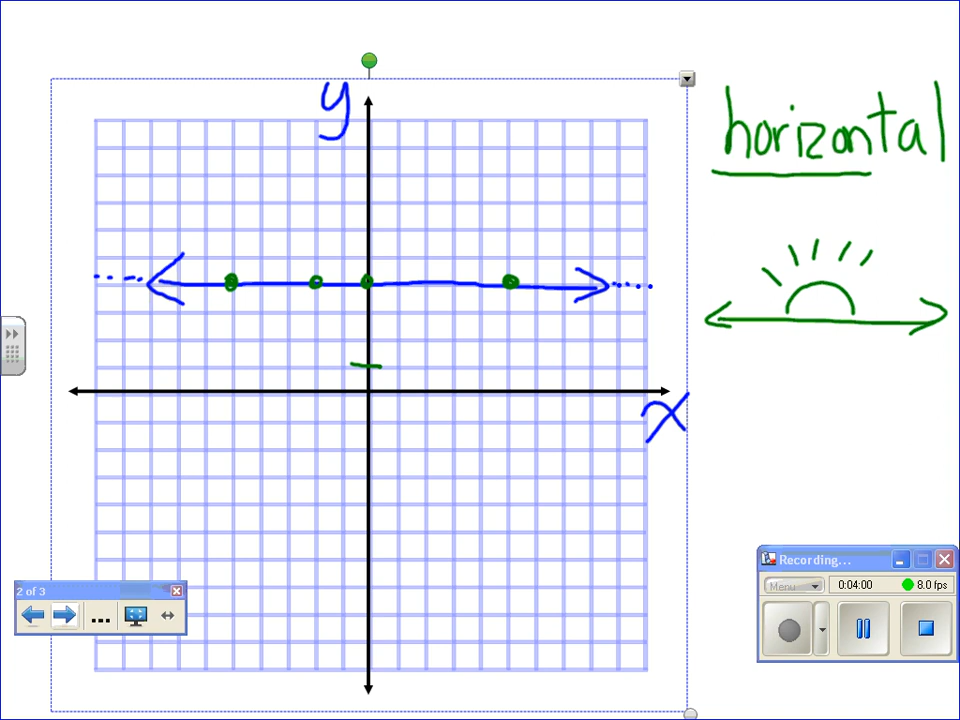 y
horizontal
x
Recording...
Menu
0:04:00
8.0 fps
2 of 3
...